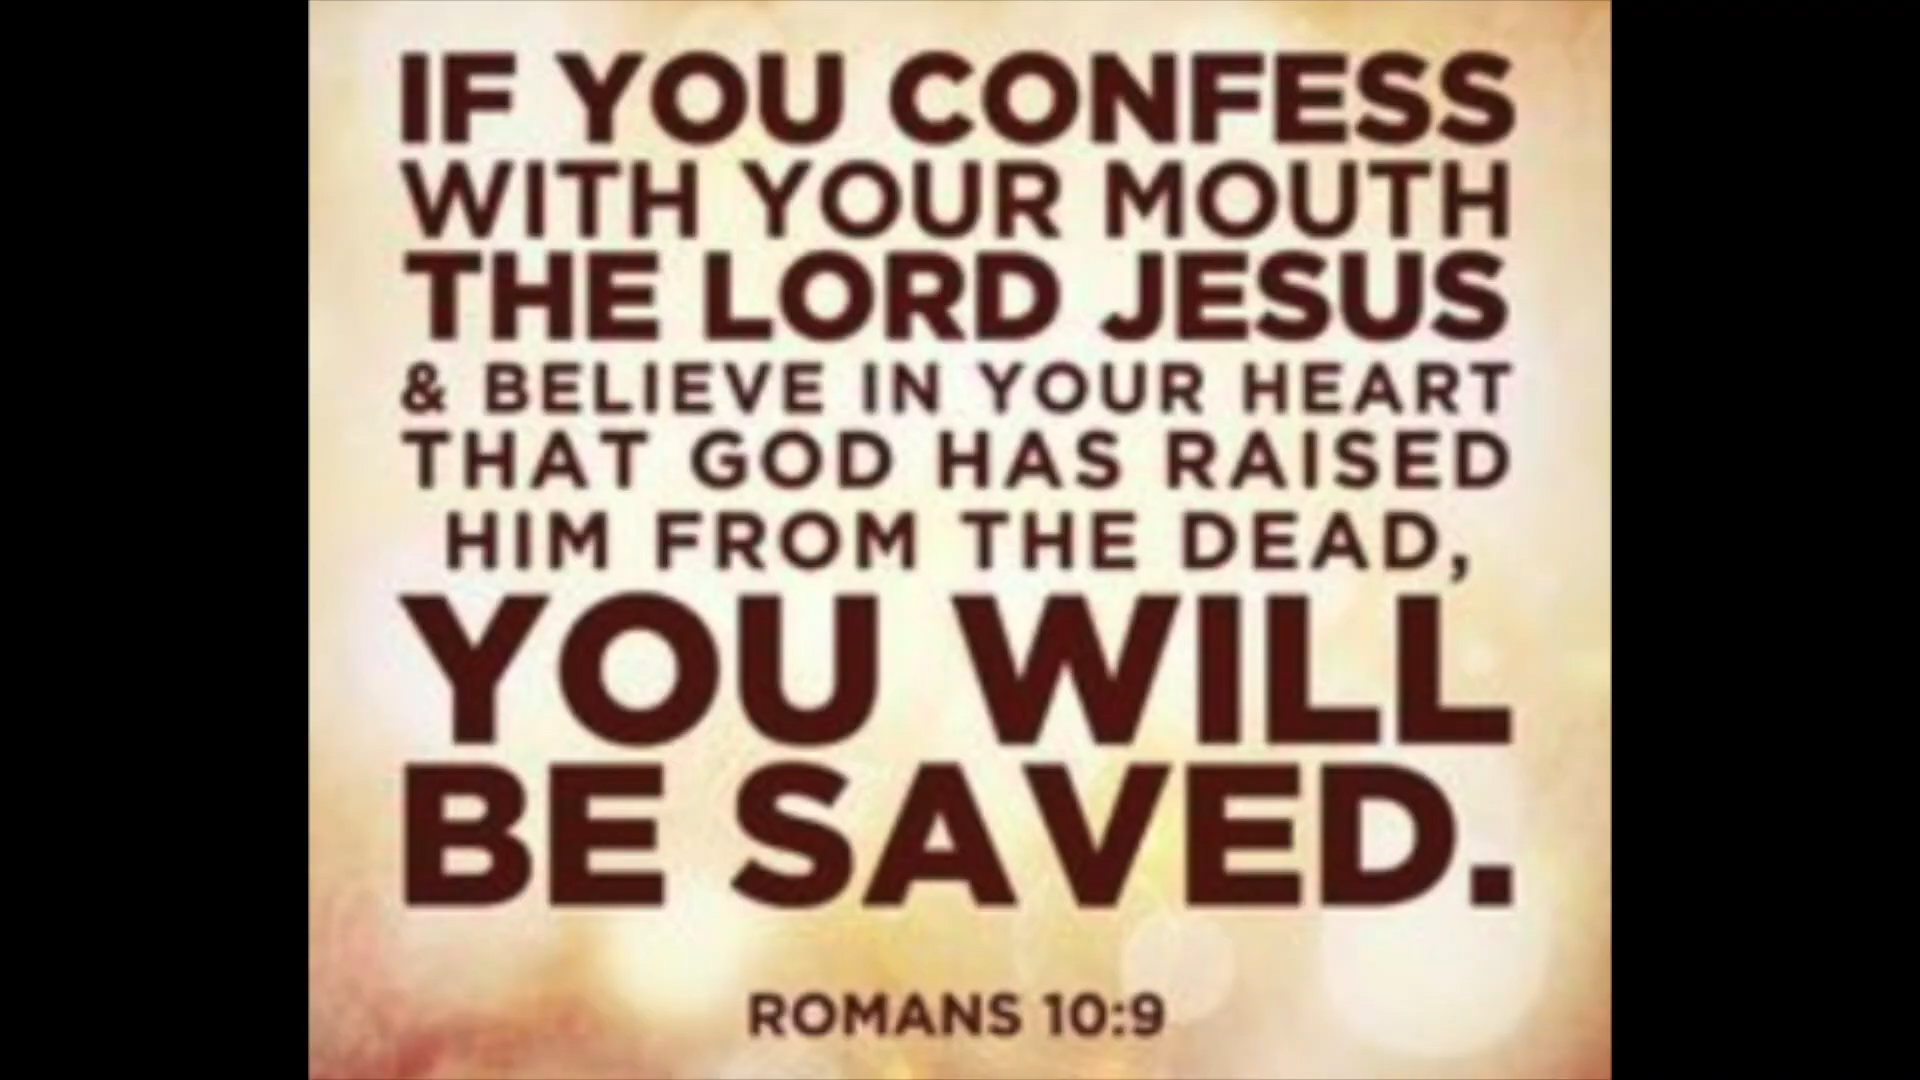 IF YOU CONFESS
WITH YOUR MOUTH
THE LORD JESUS
& BELIEVE IN YOUR HEART
THAT GOD HAS RAISED
HIM FROM THE DEAD,
YOU WILL
BE SAVED.
ROMANS 10:9